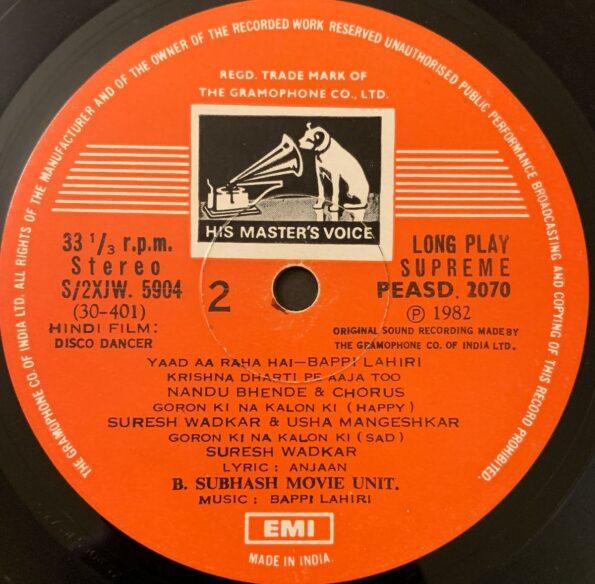 THE GRAMOPHONE CO. OF INDIA LTD. ALL RIGHTS OF THE MANUFACTURER AND OF THE OWNER OF THE RECORDED WORK RESERVED UNAUTHORISED PUBLIC PERFORMANCE BROADCASTING AND COPYING OF THIS RECORD PROHIBITED.
REGD. TRADE MARK OF
THE GRAMOPHONE CO., LTD.
HIS MASTER'S VOICE
33 1/3 r.p.m.
Stereo
S/2XJW. 5904
(30-401)
HINDI FILM:
DISCO DANCER
2
LONG PLAY
SUPREME
PEASD. 2070
℗ 1982
ORIGINAL SOUND RECORDING MADE BY
THE GRAMOPHONE CO. OF INDIA LTD.
YAAD AA RAHA HAI-BAPPI LAHIRI
KRISHNA DHARTI PE AAJA TOO
NANDU BHENDE & CHORUS
GORON KI NA KALON KI (HAPPY)
SURESH WADKAR & USHA MANGESHKAR
GORON KI NA KALON KI (SAD)
SURESH WADKAR
LYRIC : ANJAAN
B. SUBHASH MOVIE UNIT.
MUSIC : BAPPI LAHIRI
EMI
MADE IN INDIA.